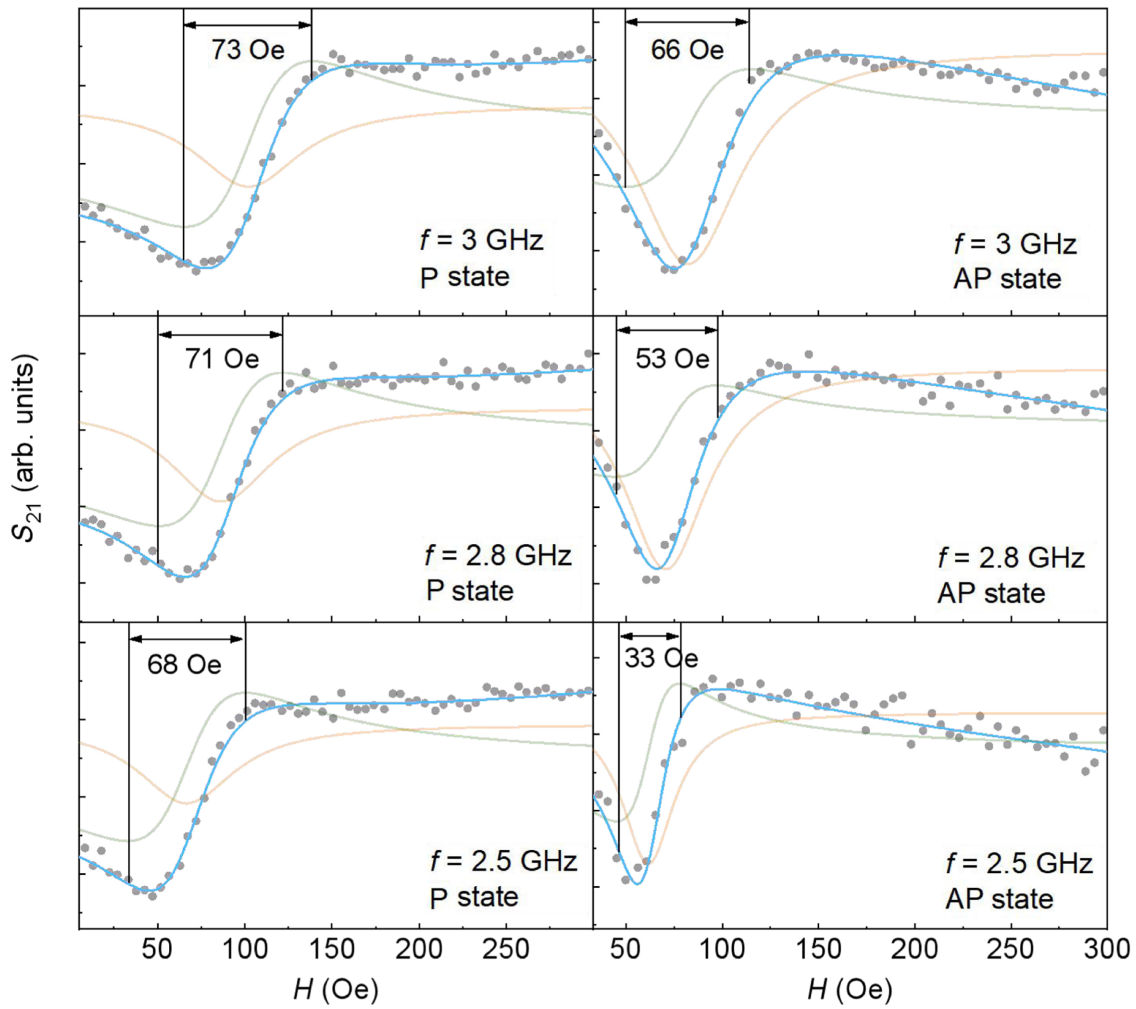 73 Oe
f = 3 GHz
P state
66 Oe
f = 3 GHz
AP state
71 Oe
f = 2.8 GHz
P state
53 Oe
f = 2.8 GHz
AP state
68 Oe
f = 2.5 GHz
P state
33 Oe
f = 2.5 GHz
AP state
S21 (arb. units)
50 100 150 200 250
50 100 150 200 250 300
H (Oe)
H (Oe)